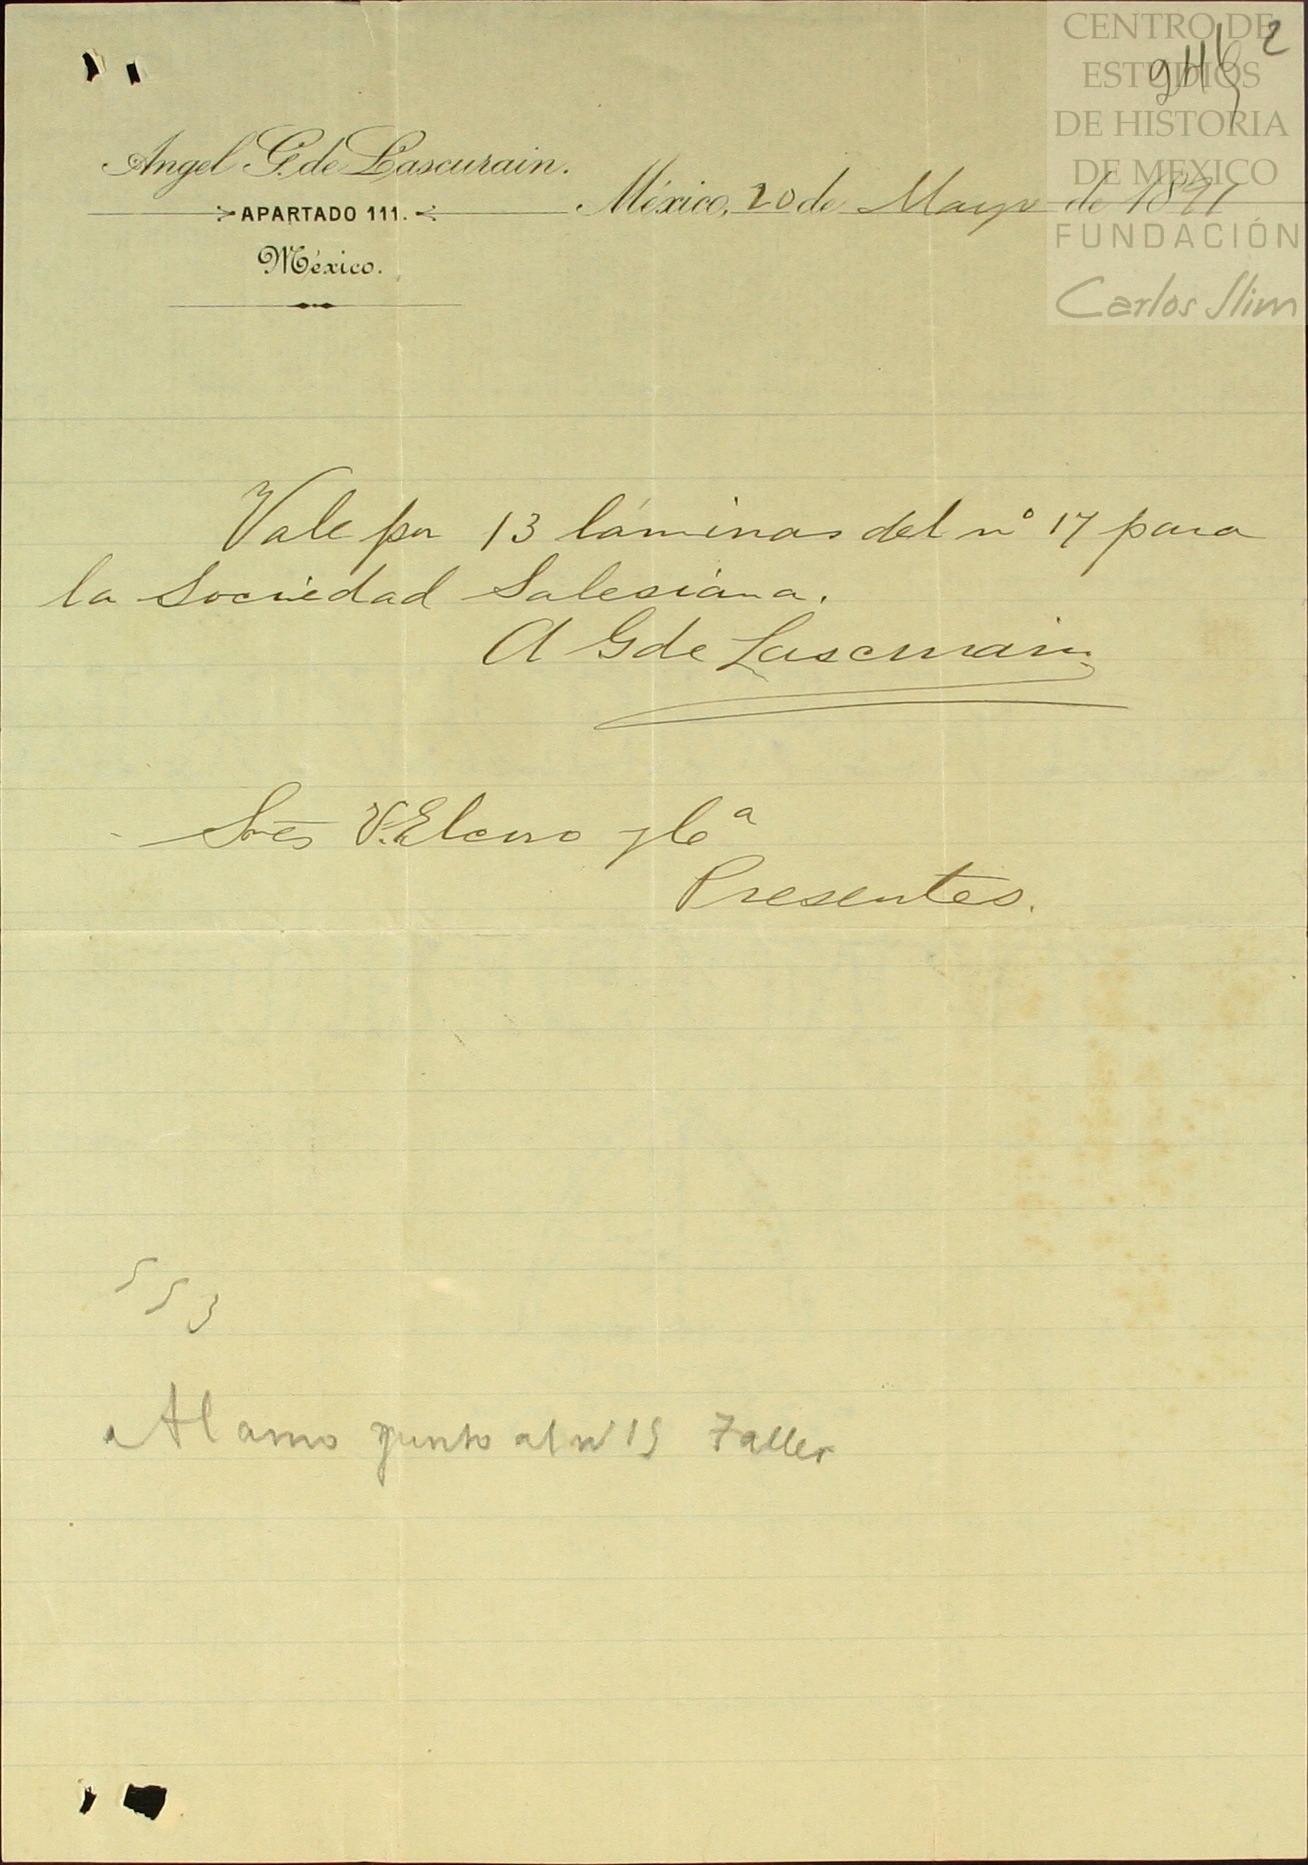 CENTRO DE
ESTUDIOS
DE HISTORIA
DE MEXICO
FUNDACIÓN
Carlos Slim
2
Angel G. de Lascurain.
APARTADO 111.
México.
México, 20 de Mayo de 1891
Vale por 13 láminas del nº 17 para
la Sociedad Salesiana.
A G de Lascurain
Sres V. Elcoro y Cª
Presentes.
553
a Alamo junto al nº 15 Taller